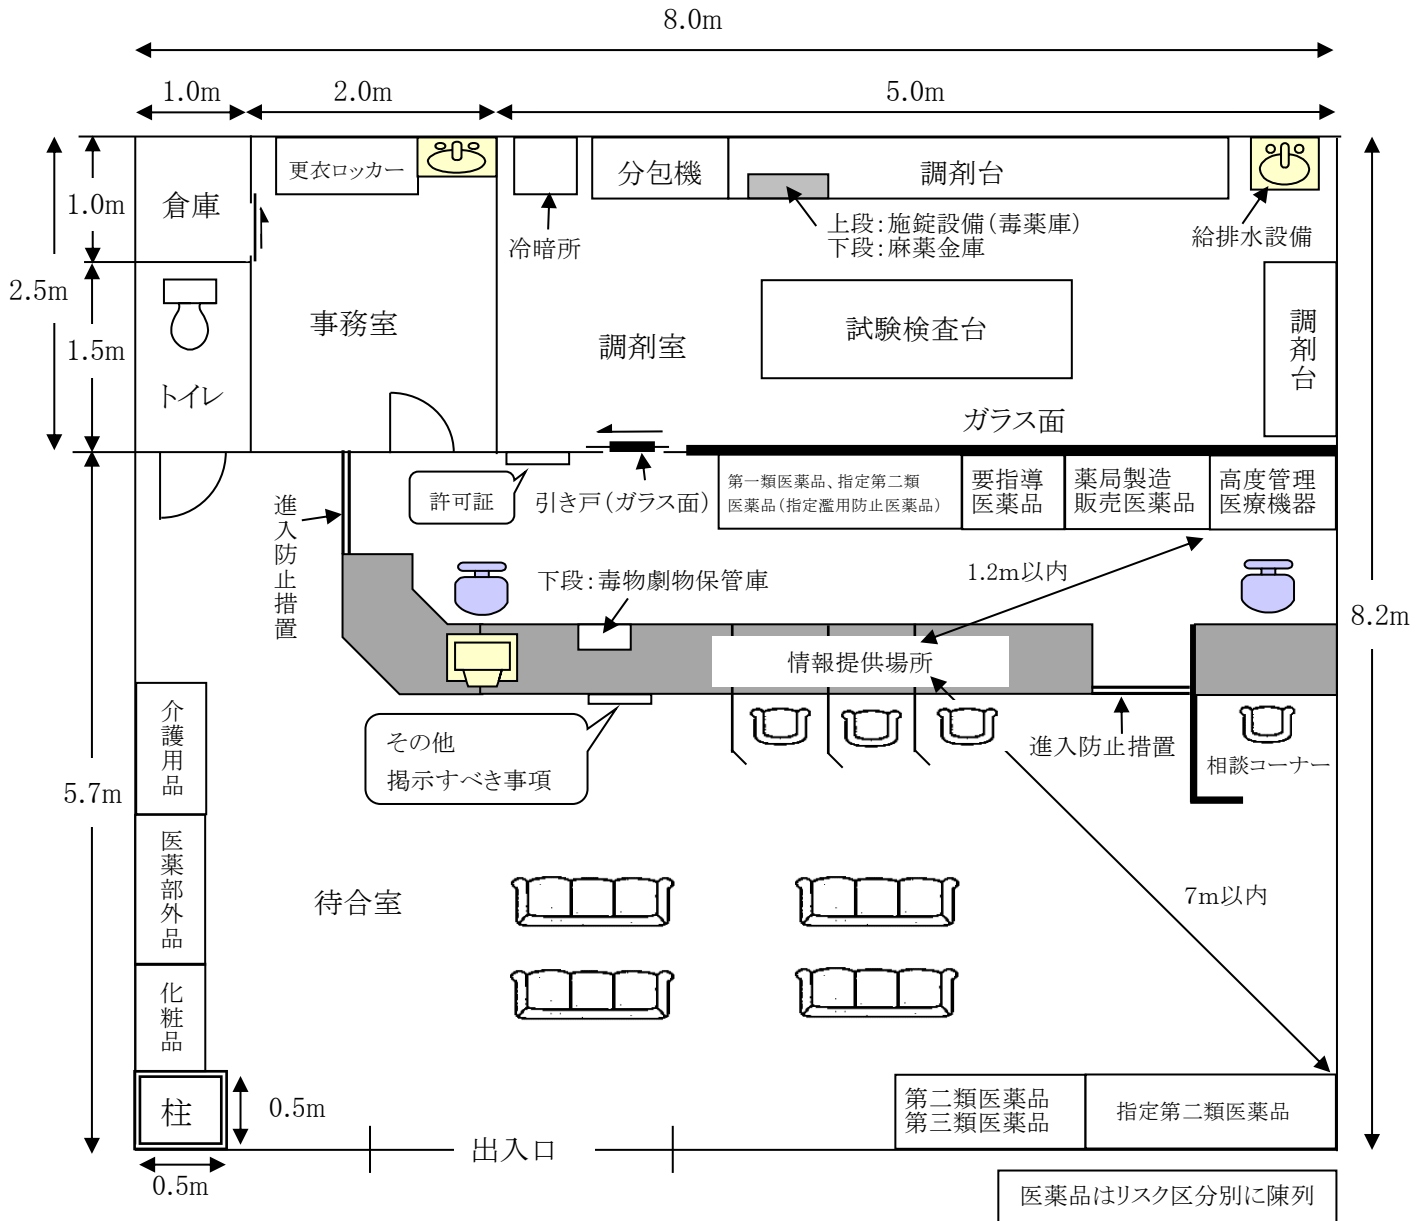 8.0m
1.0m
2.0m
5.0m
更衣ロッカー
分包機
調剤台
倉庫
1.0m
冷暗所
上段：施錠設備（毒薬庫）
下段：麻薬金庫
給排水設備
2.5m
1.5m
事務室
調剤室
試験検査台
調剤台
トイレ
ガラス面
許可証
引き戸（ガラス面）
第一類医薬品、指定第二類
医薬品（指定濫用防止医薬品）
要指導
医薬品
薬局製造
販売医薬品
高度管理
医療機器
進入防止措置
下段：毒物劇物保管庫
1.2m以内
8.2m
情報提供場所
介護用品
その他
掲示すべき事項
進入防止措置
相談コーナー
5.7m
医薬部外品
待合室
7m以内
化粧品
柱
0.5m
第二類医薬品
第三類医薬品
指定第二類医薬品
出入口
0.5m
医薬品はリスク区分別に陳列